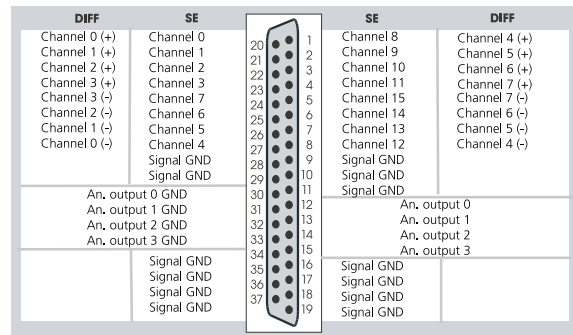 DIFF SE SE DIFF
Channel 0 (+) Channel 0 20 1 Channel 8 Channel 4 (+)
Channel 1 (+) Channel 1 21 2 Channel 9 Channel 5 (+)
Channel 2 (+) Channel 2 22 3 Channel 10 Channel 6 (+)
Channel 3 (+) Channel 3 23 4 Channel 11 Channel 7 (+)
Channel 3 (-) Channel 7 24 5 Channel 15 Channel 7 (-)
Channel 2 (-) Channel 6 25 6 Channel 14 Channel 6 (-)
Channel 1 (-) Channel 5 26 7 Channel 13 Channel 5 (-)
Channel 0 (-) Channel 4 27 8 Channel 12 Channel 4 (-)
Signal GND 28 9 Signal GND
Signal GND 29 10 Signal GND
An. output 0 GND 30 11 Signal GND
An. output 1 GND 31 12 An. output 0
An. output 2 GND 32 13 An. output 1
An. output 3 GND 33 14 An. output 2
34 15 An. output 3
Signal GND 35 16 Signal GND
Signal GND 36 17 Signal GND
Signal GND 37 18 Signal GND
Signal GND 19 Signal GND